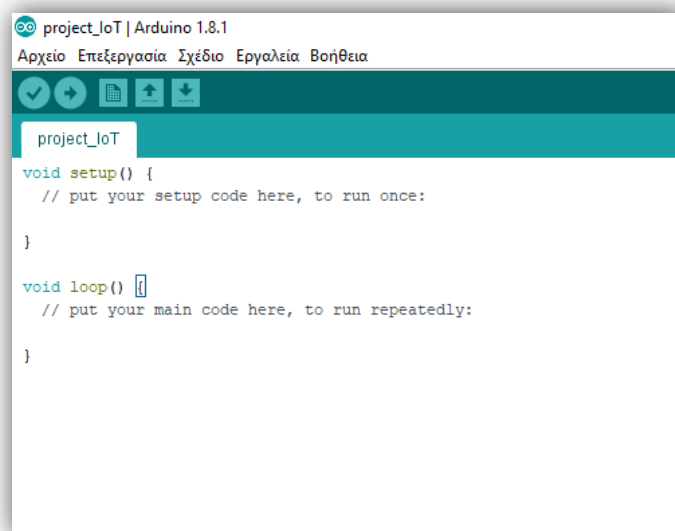 project_IoT | Arduino 1.8.1
Αρχείο Επεξεργασία Σχέδιο Εργαλεία Βοήθεια
project_IoT
void setup() {
  // put your setup code here, to run once:
}
void loop() {
  // put your main code here, to run repeatedly:
}